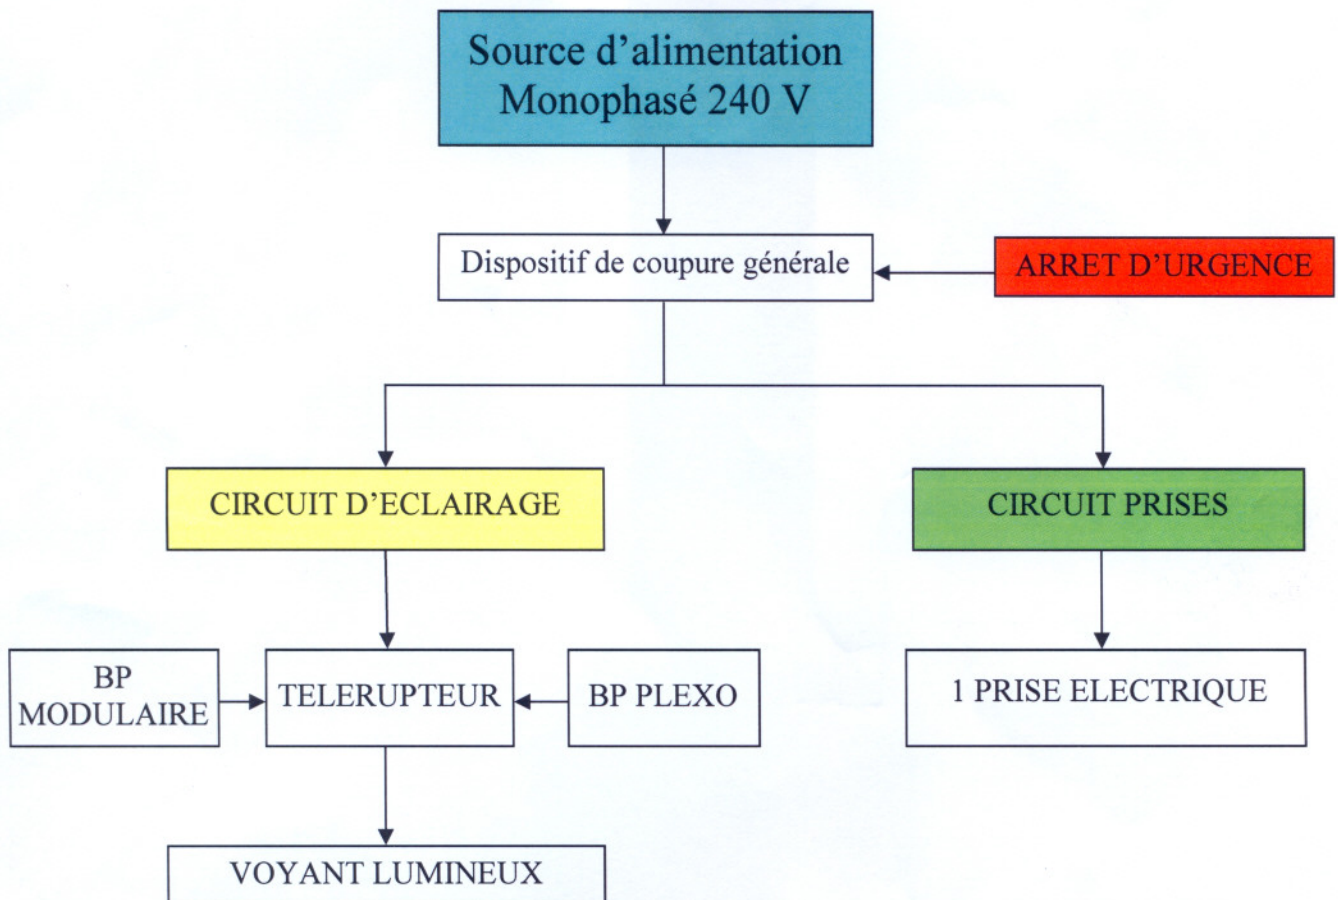 Source d’alimentation
Monophasé 240 V
Dispositif de coupure générale
ARRET D’URGENCE
CIRCUIT D’ECLAIRAGE
CIRCUIT PRISES
BP
MODULAIRE
TELERUPTEUR
BP PLEXO
1 PRISE ELECTRIQUE
VOYANT LUMINEUX